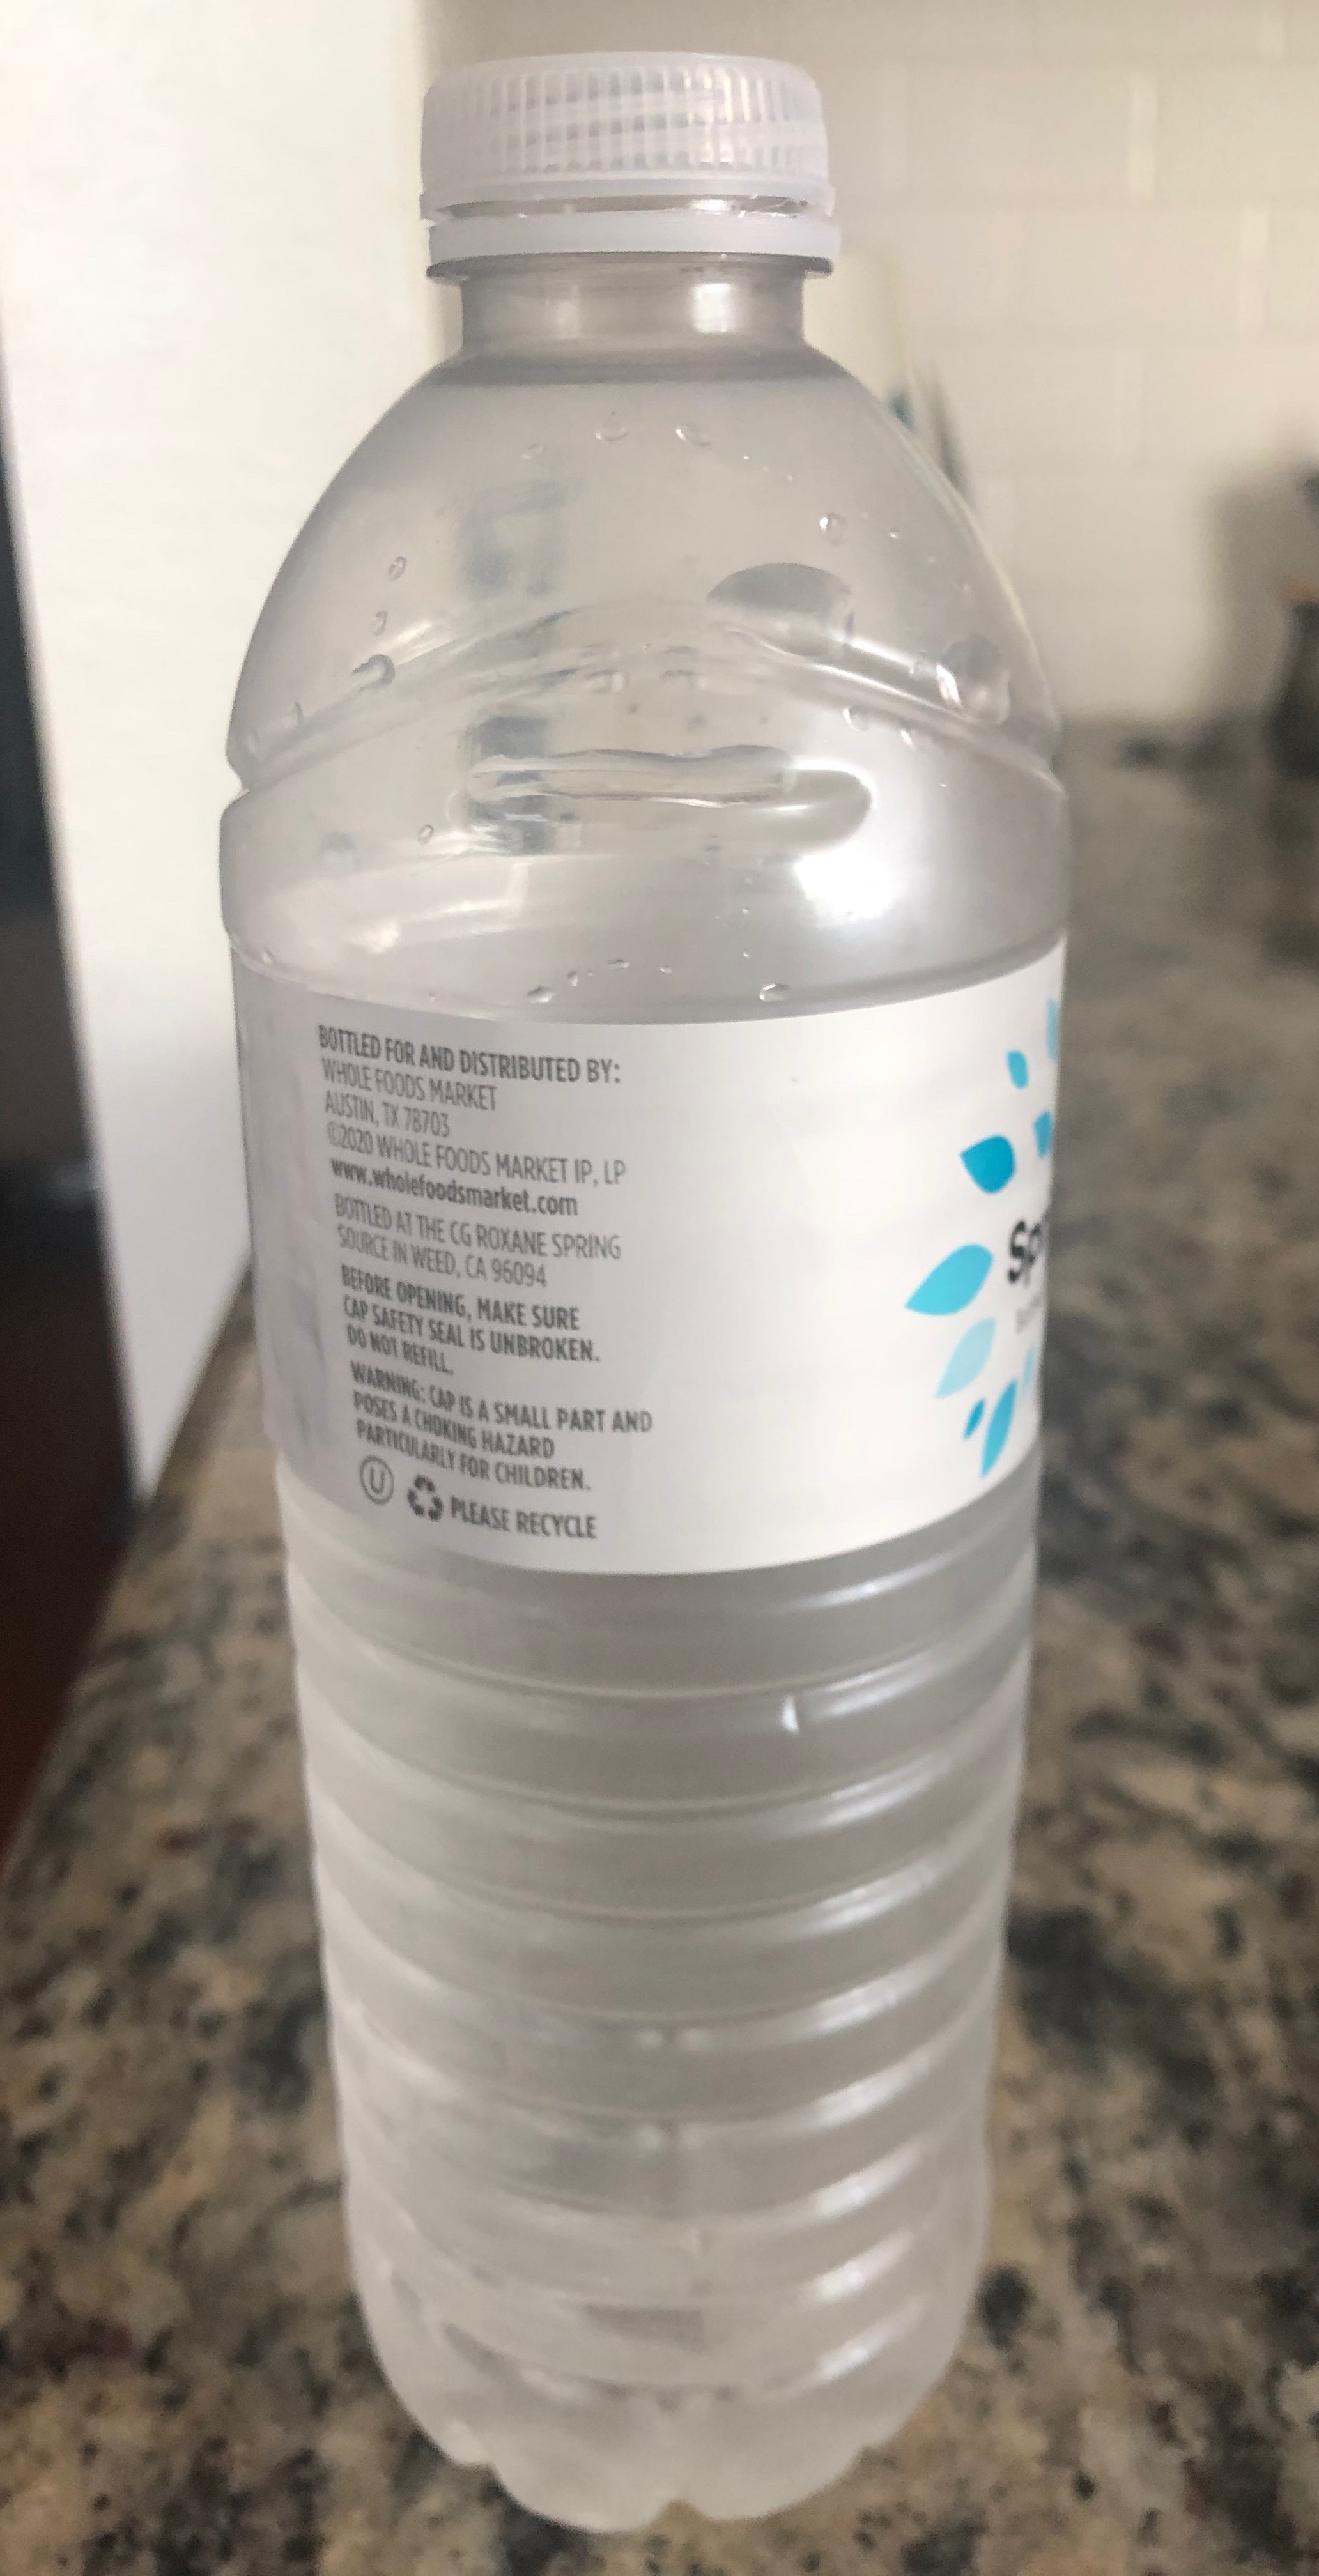 BOTTLED FOR AND DISTRIBUTED BY:
WHOLE FOODS MARKET
AUSTIN, TX 78703
©2020 WHOLE FOODS MARKET IP, LP
www.wholefoodsmarket.com
BOTTLED AT THE CG ROXANE SPRING
SOURCE IN WEED, CA 96094
BEFORE OPENING, MAKE SURE
CAP SAFETY SEAL IS UNBROKEN.
DO NOT REFILL.
WARNING: CAP IS A SMALL PART AND
POSES A CHOKING HAZARD
PARTICULARLY FOR CHILDREN.
U PLEASE RECYCLE